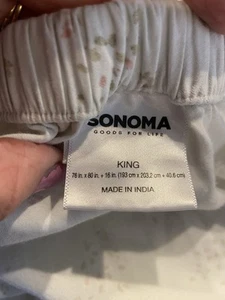 SONOMA
GOODS FOR LIFE
KING
76 in. x 80 in. + 16 in. (193 cm x 203.2 cm + 40.6 cm)
MADE IN INDIA